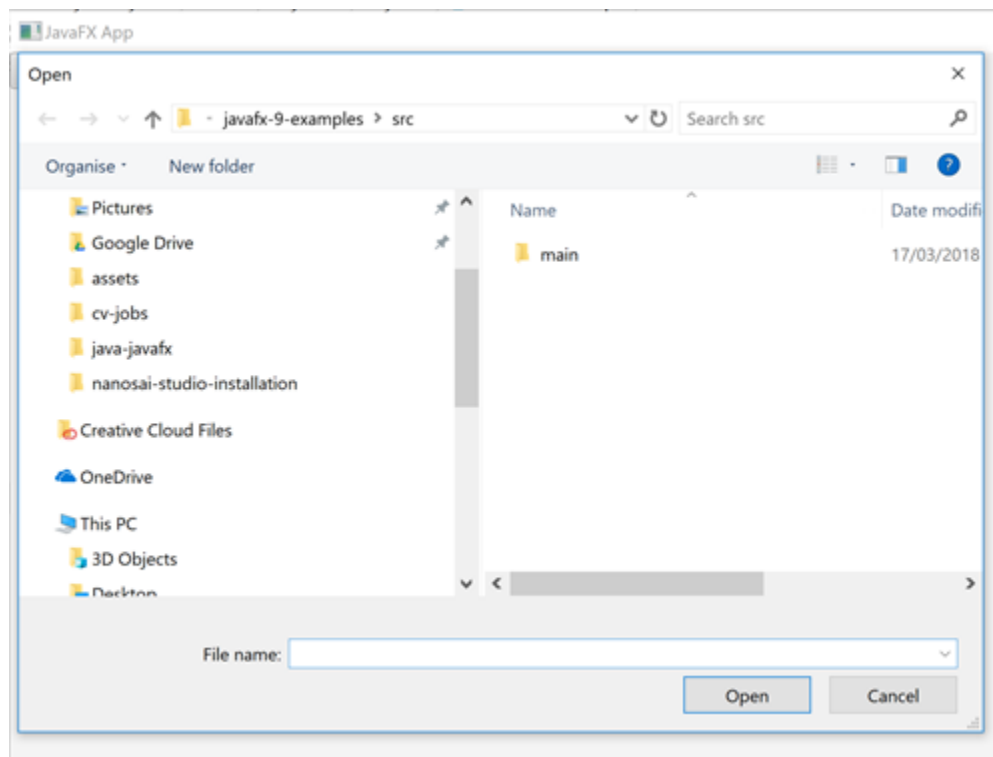 JavaFX App
Open
javafx-9-examples > src
Search src
Organise
New folder
Pictures
Google Drive
assets
cv-jobs
java-javafx
nanosai-studio-installation
Creative Cloud Files
OneDrive
This PC
3D Objects
Desktop
Name
Date modifi
main
17/03/2018
File name:
Open
Cancel